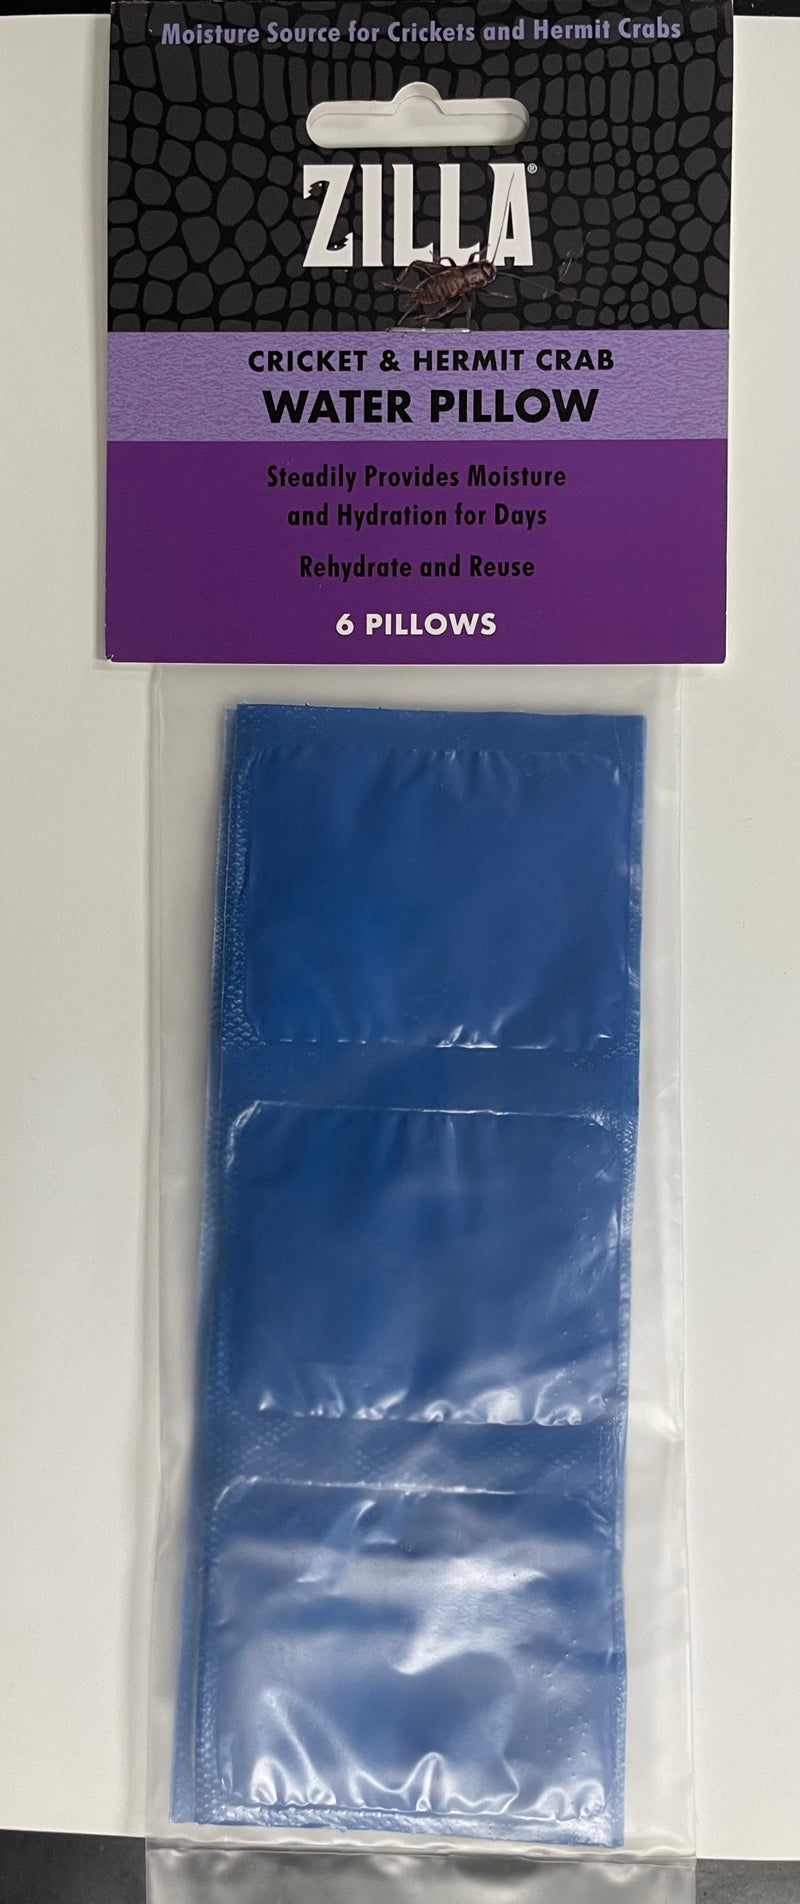 Moisture Source for Crickets and Hermit Crabs
ZILLA®
CRICKET & HERMIT CRAB
WATER PILLOW
Steadily Provides Moisture
and Hydration for Days
Rehydrate and Reuse
6 PILLOWS